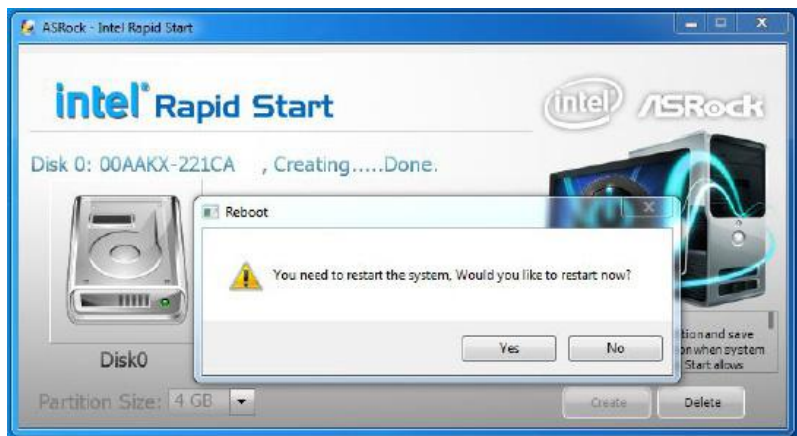 ASRock - Intel Rapid Start
intel® Rapid Start
intel
ASRock
Disk 0: 00AAKX-221CA , Creating.....Done.
Reboot
You need to restart the system, Would you like to restart now?
Yes No
tion and save
on when system
Start allows
Disk0
Partition Size: 4 GB
Create Delete